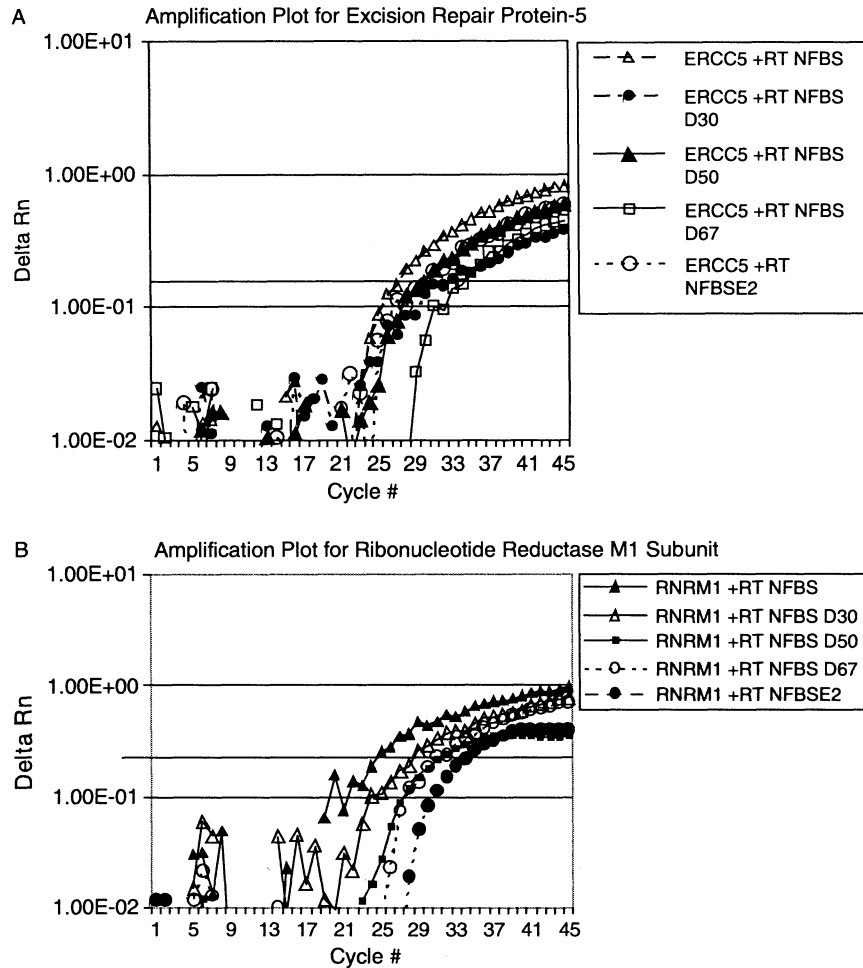 A
Amplification Plot for Excision Repair Protein-5
1.00E+01
1.00E+00
1.00E-01
1.00E-02
Delta Rn
1 5 9 13 17 21 25 29 33 37 41 45
Cycle #
ERCC5 +RT NFBS
ERCC5 +RT NFBS
D30
ERCC5 +RT NFBS
D50
ERCC5 +RT NFBS
D67
ERCC5 +RT
NFBSE2
B
Amplification Plot for Ribonucleotide Reductase M1 Subunit
1.00E+01
1.00E+00
1.00E-01
1.00E-02
Delta Rn
1 5 9 13 17 21 25 29 33 37 41 45
Cycle #
RNRM1 +RT NFBS
RNRM1 +RT NFBS D30
RNRM1 +RT NFBS D50
RNRM1 +RT NFBS D67
RNRM1 +RT NFBSE2